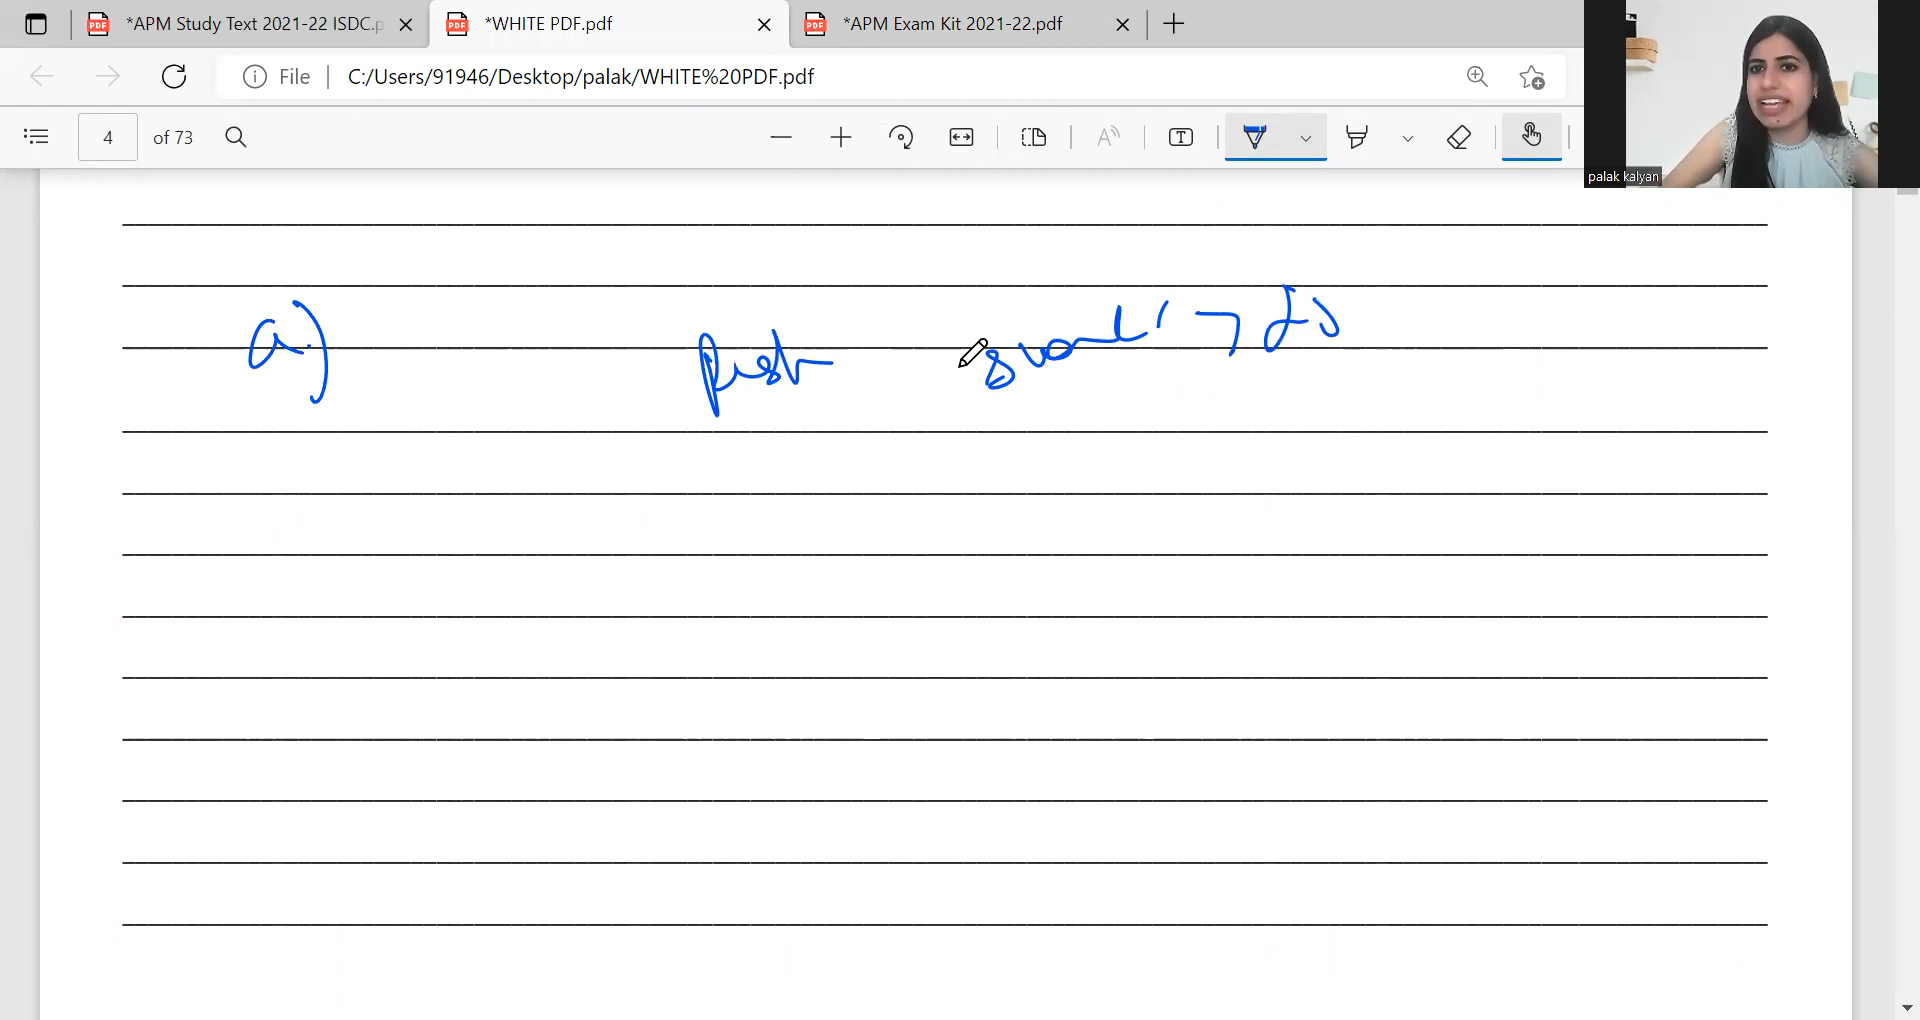 *APM Study Text 2021-22 ISDC.p
*WHITE PDF.pdf
*APM Exam Kit 2021-22.pdf
File
C:/Users/91946/Desktop/palak/WHITE%20PDF.pdf
4 of 73
palak kalyan
a.)